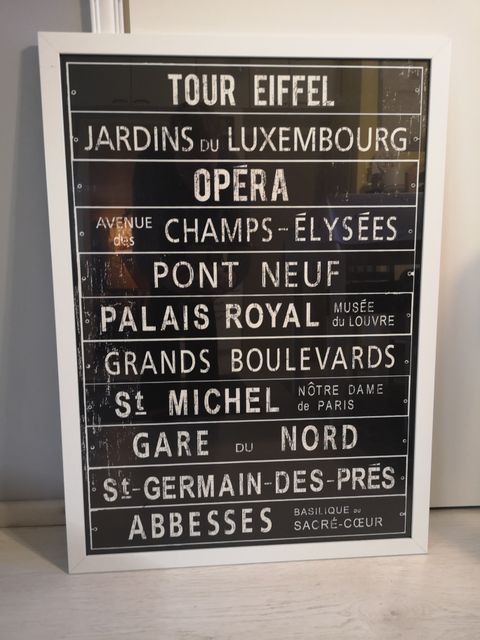 TOUR EIFFEL
JARDINS DU LUXEMBOURG
OPÉRA
AVENUE des CHAMPS-ÉLYSÉES
PONT NEUF
PALAIS ROYAL MUSÉE du LOUVRE
GRANDS BOULEVARDS
St MICHEL NÔTRE DAME de PARIS
GARE DU NORD
St-GERMAIN-DES-PRÉS
ABBESSES BASILIQUE DU SACRÉ-CŒUR